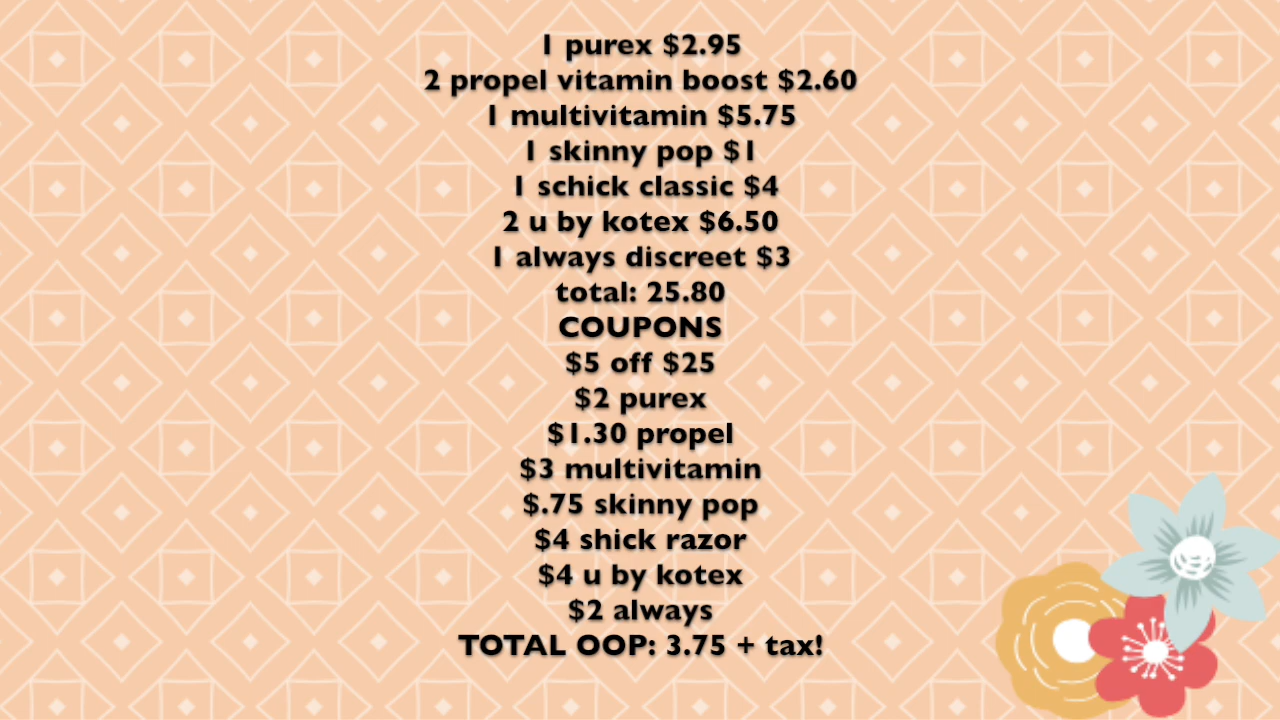 1 purex $2.95
2 propel vitamin boost $2.60
1 multivitamin $5.75
1 skinny pop $1
1 schick classic $4
2 u by kotex $6.50
1 always discreet $3
total: 25.80
COUPONS
$5 off $25
$2 purex
$1.30 propel
$3 multivitamin
$.75 skinny pop
$4 shick razor
$4 u by kotex
$2 always
TOTAL OOP: 3.75 + tax!